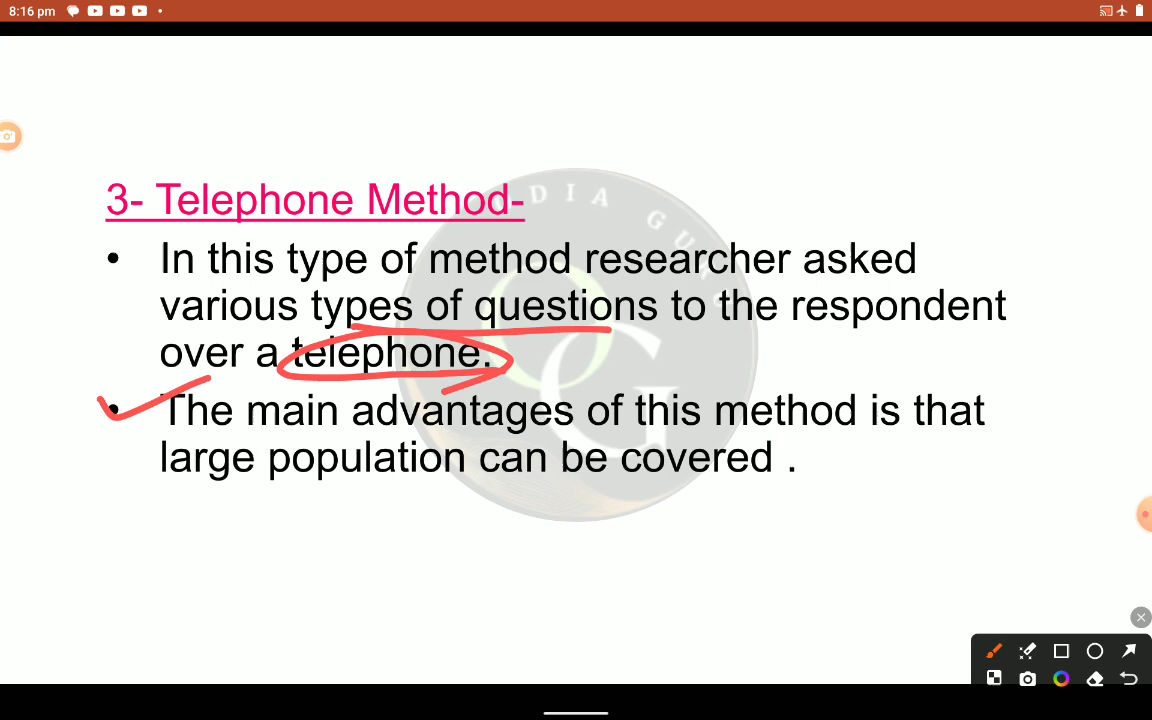 8:16 pm
3- Telephone Method-
• In this type of method researcher asked
various types of questions to the respondent
over a telephone.
• The main advantages of this method is that
large population can be covered .
OG